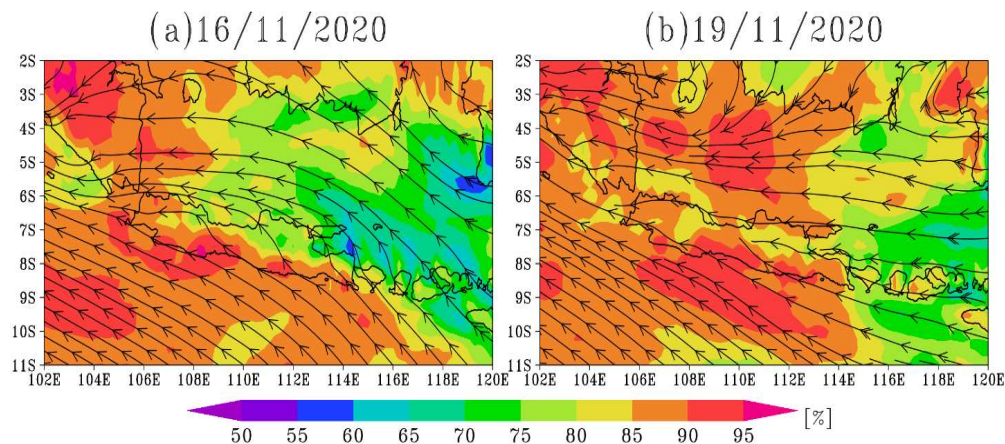 (a)16/11/2020
(b)19/11/2020
2S
3S
4S
5S
6S
7S
8S
9S
10S
11S
102E 104E 106E 108E 110E 112E 114E 116E 118E 120E
2S
3S
4S
5S
6S
7S
8S
9S
10S
11S
102E 104E 106E 108E 110E 112E 114E 116E 118E 120E
50 55 60 65 70 75 80 85 90 95 [%]